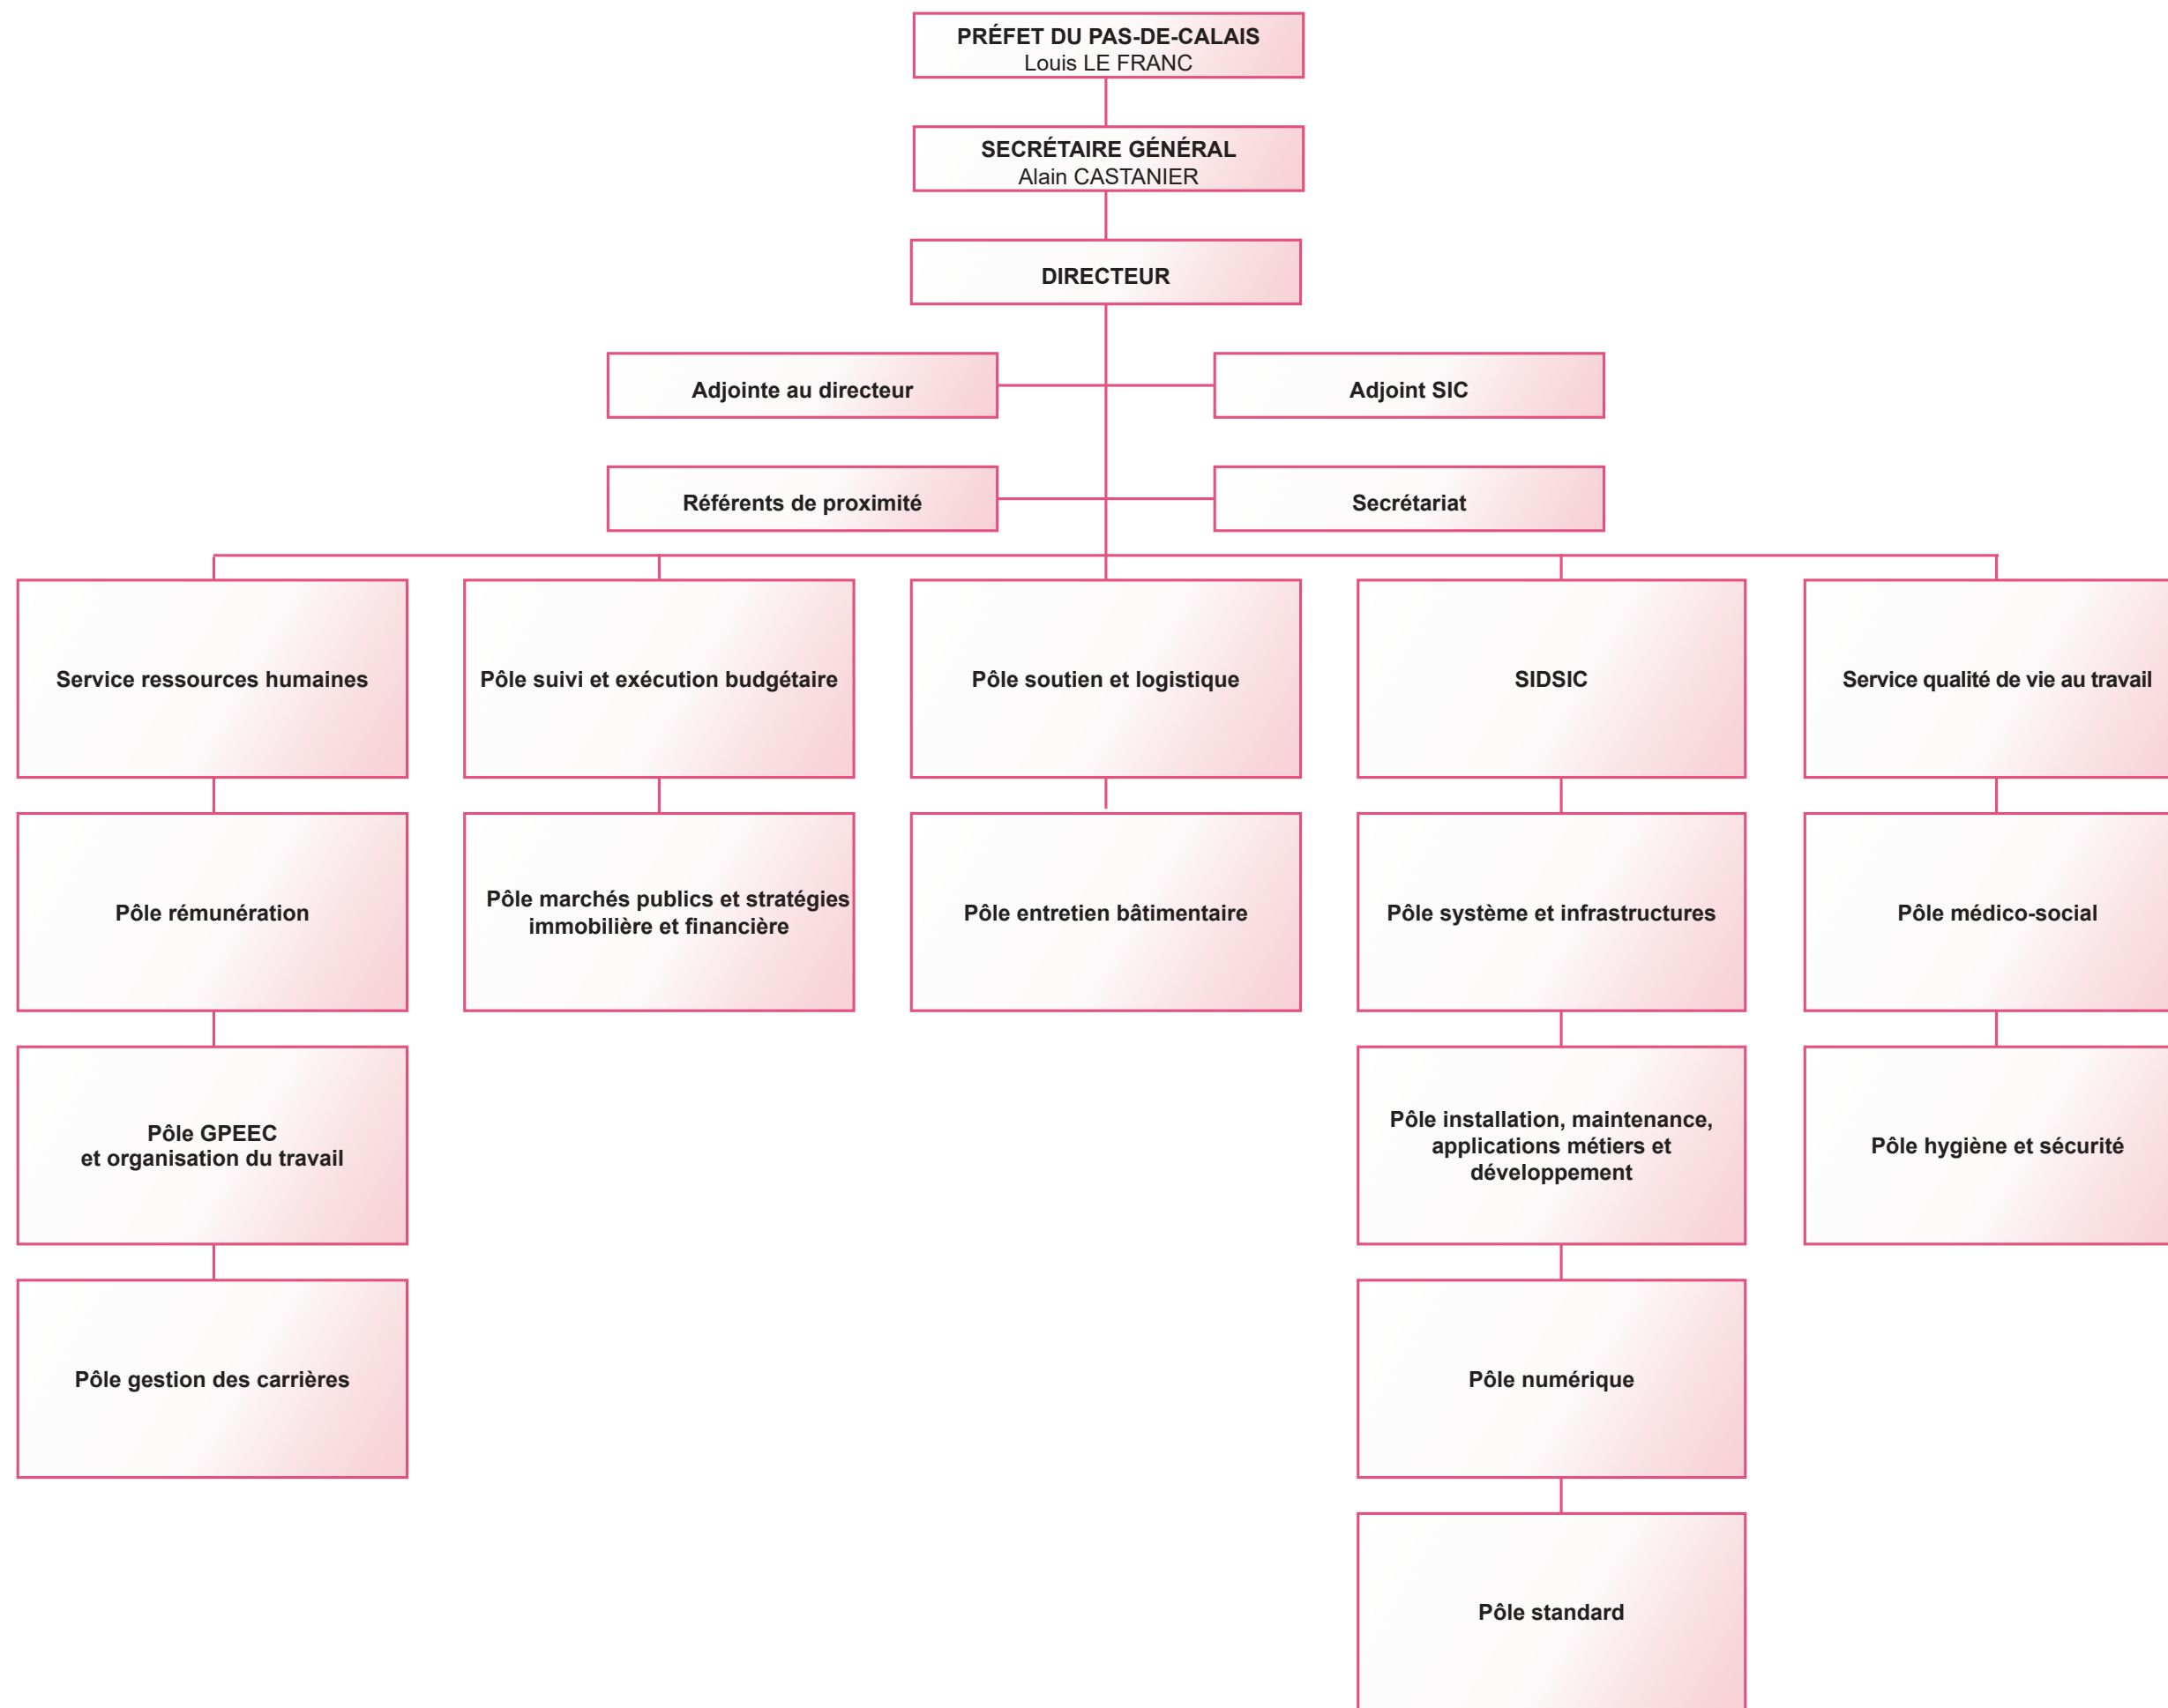 PRÉFET DU PAS-DE-CALAIS
Louis LE FRANC
SECRÉTAIRE GÉNÉRAL
Alain CASTANIER
DIRECTEUR
Adjointe au directeur
Adjoint SIC
Référents de proximité
Secrétariat
Service ressources humaines
Pôle suivi et exécution budgétaire
Pôle soutien et logistique
SIDSIC
Service qualité de vie au travail
Pôle rémunération
Pôle marchés publics et stratégies
immobilière et financière
Pôle entretien bâtimentaire
Pôle système et infrastructures
Pôle médico-social
Pôle GPEEC
et organisation du travail
Pôle installation, maintenance,
applications métiers et
développement
Pôle hygiène et sécurité
Pôle gestion des carrières
Pôle numérique
Pôle standard